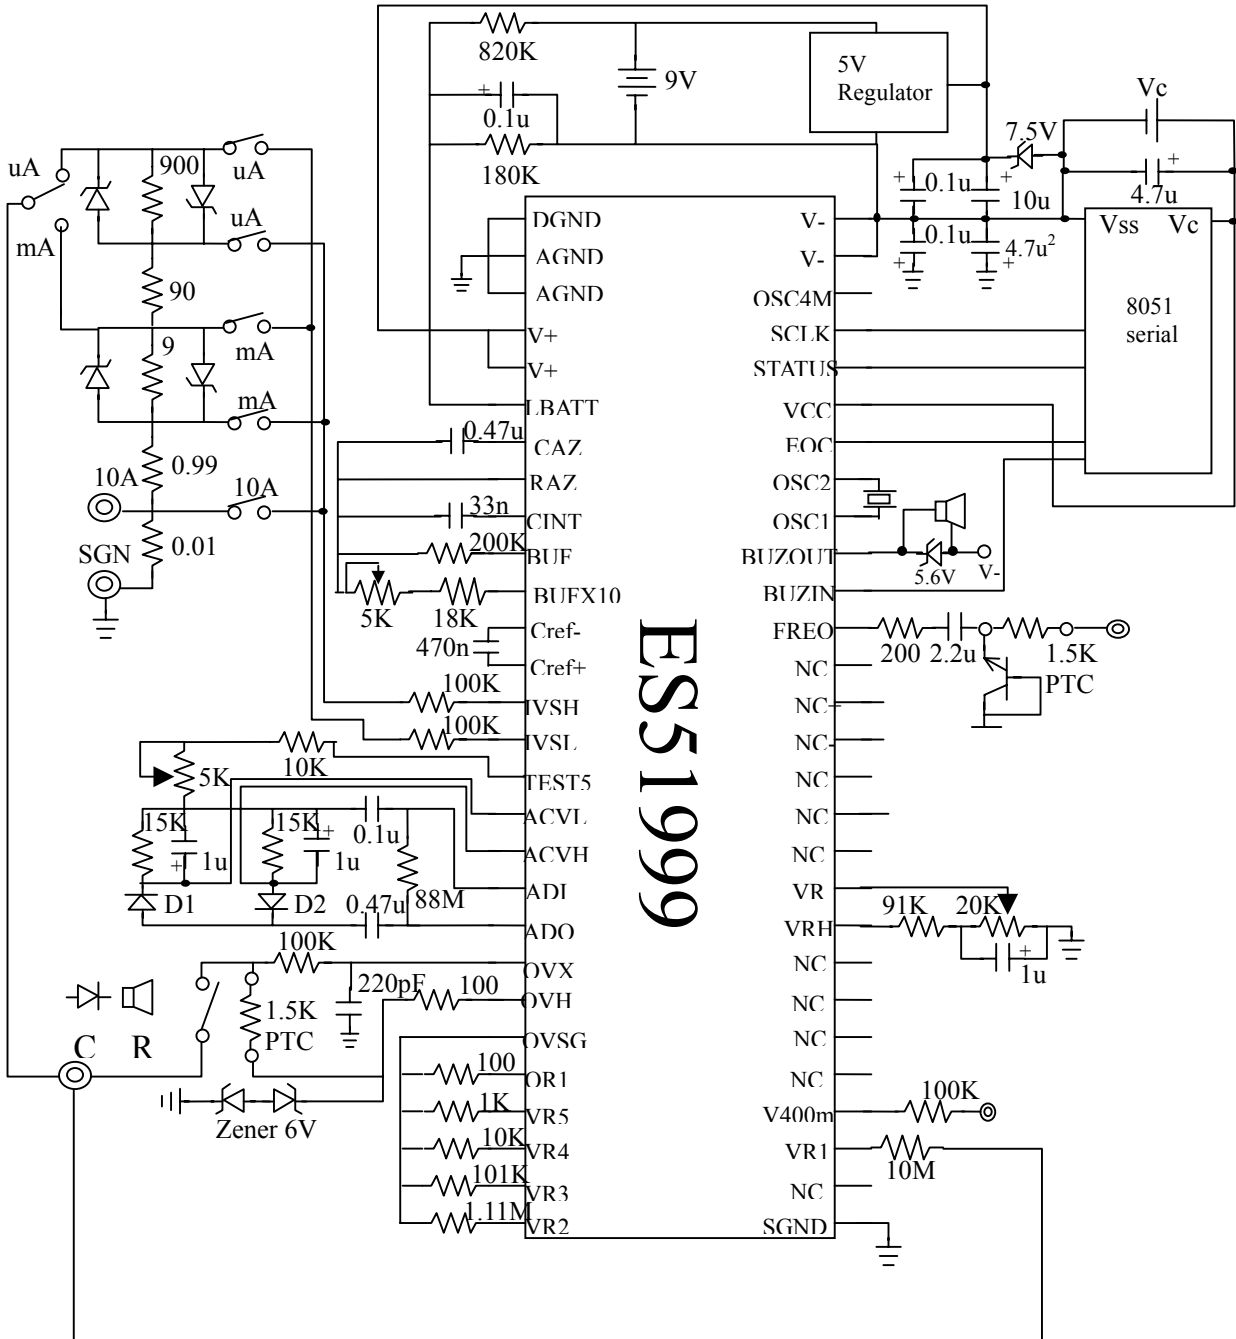 820K
9V
5V
Regulator
Vc
+
0.1u
7.5V
180K
uA
900
uA
+
0.1u
+
10u
+
4.7u
uA
mA
DGND
V-
Vss
Vc
0.1u
+
4.7u²
+
AGND
V-
90
AGND
OSC4M
8051
serial
9
mA
V+
SCLK
V+
STATUS
mA
LBATT
VCC
0.47u
CAZ
EOC
0.99
10A
10A
RAZ
OSC2
33n
CINT
OSC1
SGN
0.01
200K
BUF
BUZOUT
5.6V
V-
5K
18K
BUFX10
BUZIN
470n
Cref-
FREQ
200
2.2u
1.5K
PTC
Cref+
NC
100K
IVSH
NC+
100K
IVSL
NC-
5K
10K
TEST5
NC
15K
15K
+
0.1u
ACVL
NC
+
1u
1u
ACVH
NC
88M
ADI
VR
D1
D2
0.47u
ADO
VRH
91K
20K
+
1u
100K
OVX
NC
220pF
100
OVH
NC
1.5K
PTC
OVSG
NC
C
R
100
OR1
NC
Zener 6V
1K
VR5
V400m
100K
10K
VR4
VR1
10M
101K
VR3
NC
1.11M
VR2
SGND
ES51999